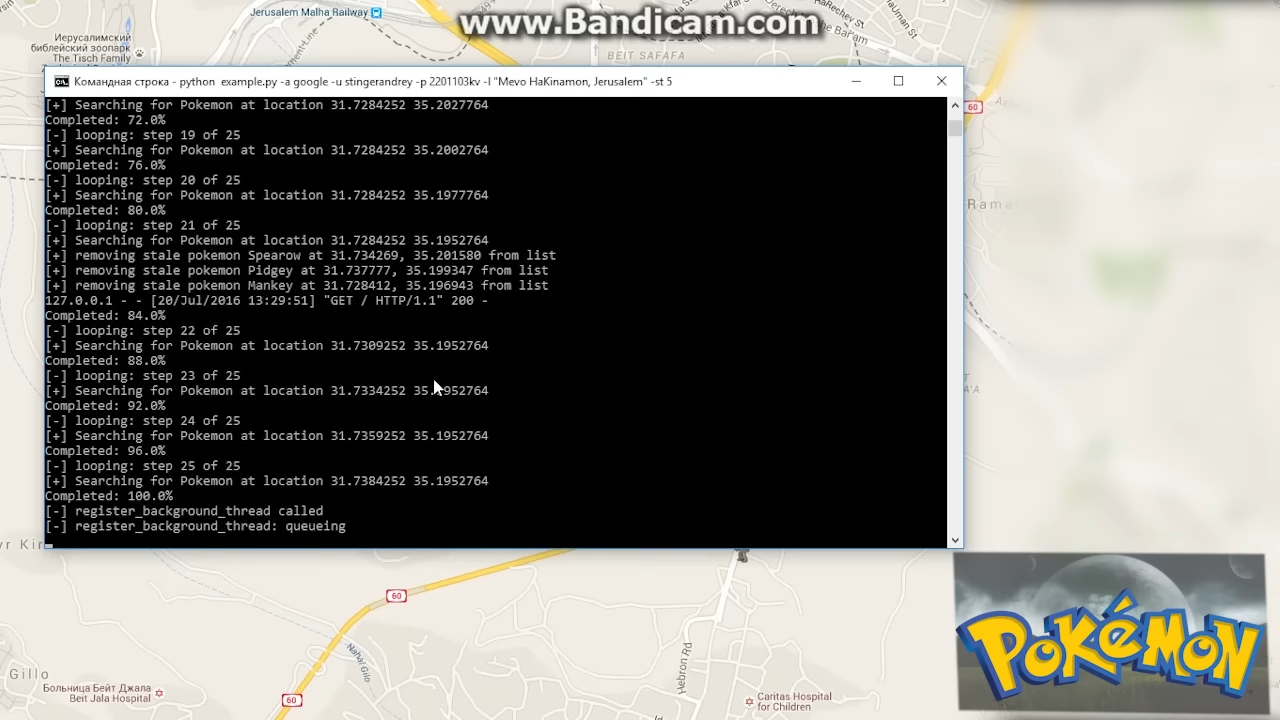 www.Bandicam.com
Jerusalem Malha Railway
Иерусалимский
библейский зоопарк
The Tisch Family
BEIT SAFAFA
60
Командная строка - python example.py -a google -u stingerandrey -p 2201103kv -l "Mevo HaKinamon, Jerusalem" -st 5
[+] Searching for Pokemon at location 31.7284252 35.2027764
Completed: 72.0%
[-] looping: step 19 of 25
[+] Searching for Pokemon at location 31.7284252 35.2002764
Completed: 76.0%
[-] looping: step 20 of 25
[+] Searching for Pokemon at location 31.7284252 35.1977764
Completed: 80.0%
[-] looping: step 21 of 25
[+] Searching for Pokemon at location 31.7284252 35.1952764
[+] removing stale pokemon Spearow at 31.734269, 35.201580 from list
[+] removing stale pokemon Pidgey at 31.737777, 35.199347 from list
[+] removing stale pokemon Mankey at 31.728412, 35.196943 from list
127.0.0.1 - - [20/Jul/2016 13:29:51] "GET / HTTP/1.1" 200 -
Completed: 84.0%
[-] looping: step 22 of 25
[+] Searching for Pokemon at location 31.7309252 35.1952764
Completed: 88.0%
[-] looping: step 23 of 25
[+] Searching for Pokemon at location 31.7334252 35.1952764
Completed: 92.0%
[-] looping: step 24 of 25
[+] Searching for Pokemon at location 31.7359252 35.1952764
Completed: 96.0%
[-] looping: step 25 of 25
[+] Searching for Pokemon at location 31.7384252 35.1952764
Completed: 100.0%
[-] register_background_thread called
[-] register_background_thread: queueing
60
Nahal Gilo
Gillo
Больница Бейт Джала
Beit Jala Hospital
60
Hebron Rd
Caritas Hospital
for Children
POKéMON